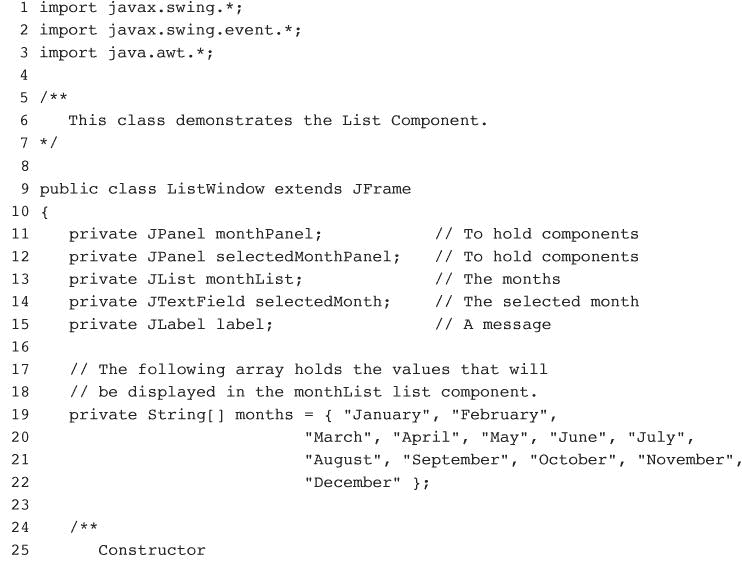 1 import javax.swing.*;
2 import javax.swing.event.*;
3 import java.awt.*;
4
5 /**
6    This class demonstrates the List Component.
7 */
8
9 public class ListWindow extends JFrame
10 {
11    private JPanel monthPanel;            // To hold components
12    private JPanel selectedMonthPanel;    // To hold components
13    private JList monthList;              // The months
14    private JTextField selectedMonth;     // The selected month
15    private JLabel label;                 // A message
16
17    // The following array holds the values that will
18    // be displayed in the monthList list component.
19    private String[] months = { "January", "February",
20                            "March", "April", "May", "June", "July",
21                            "August", "September", "October", "November",
22                            "December" };
23
24    /**
25       Constructor